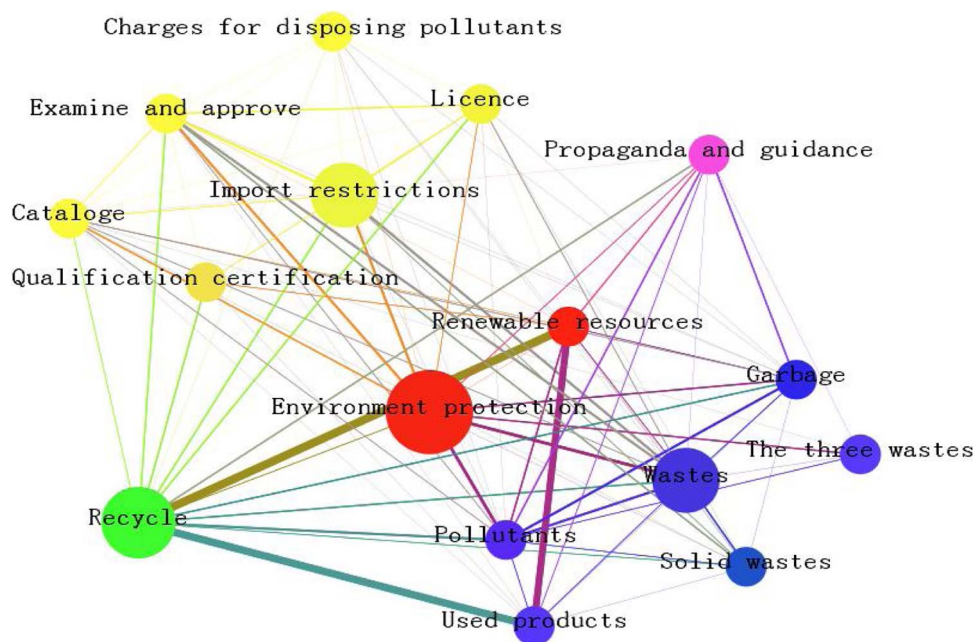 Charges for disposing pollutants
Examine and approve
Licence
Propaganda and guidance
Import restrictions
Cataloge
Qualification certification
Renewable resources
Garbage
Environment protection
The three wastes
Wastes
Recycle
Pollutants
Solid wastes
Used products